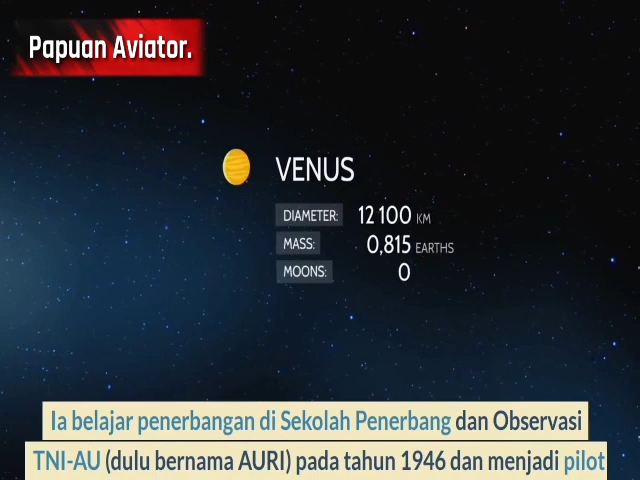 Papuan Aviator.
VENUS
DIAMETER: 12 100 KM
MASS: 0,815 EARTHS
MOONS: 0
Ia belajar penerbangan di Sekolah Penerbang dan Observasi
TNI-AU (dulu bernama AURI) pada tahun 1946 dan menjadi pilot